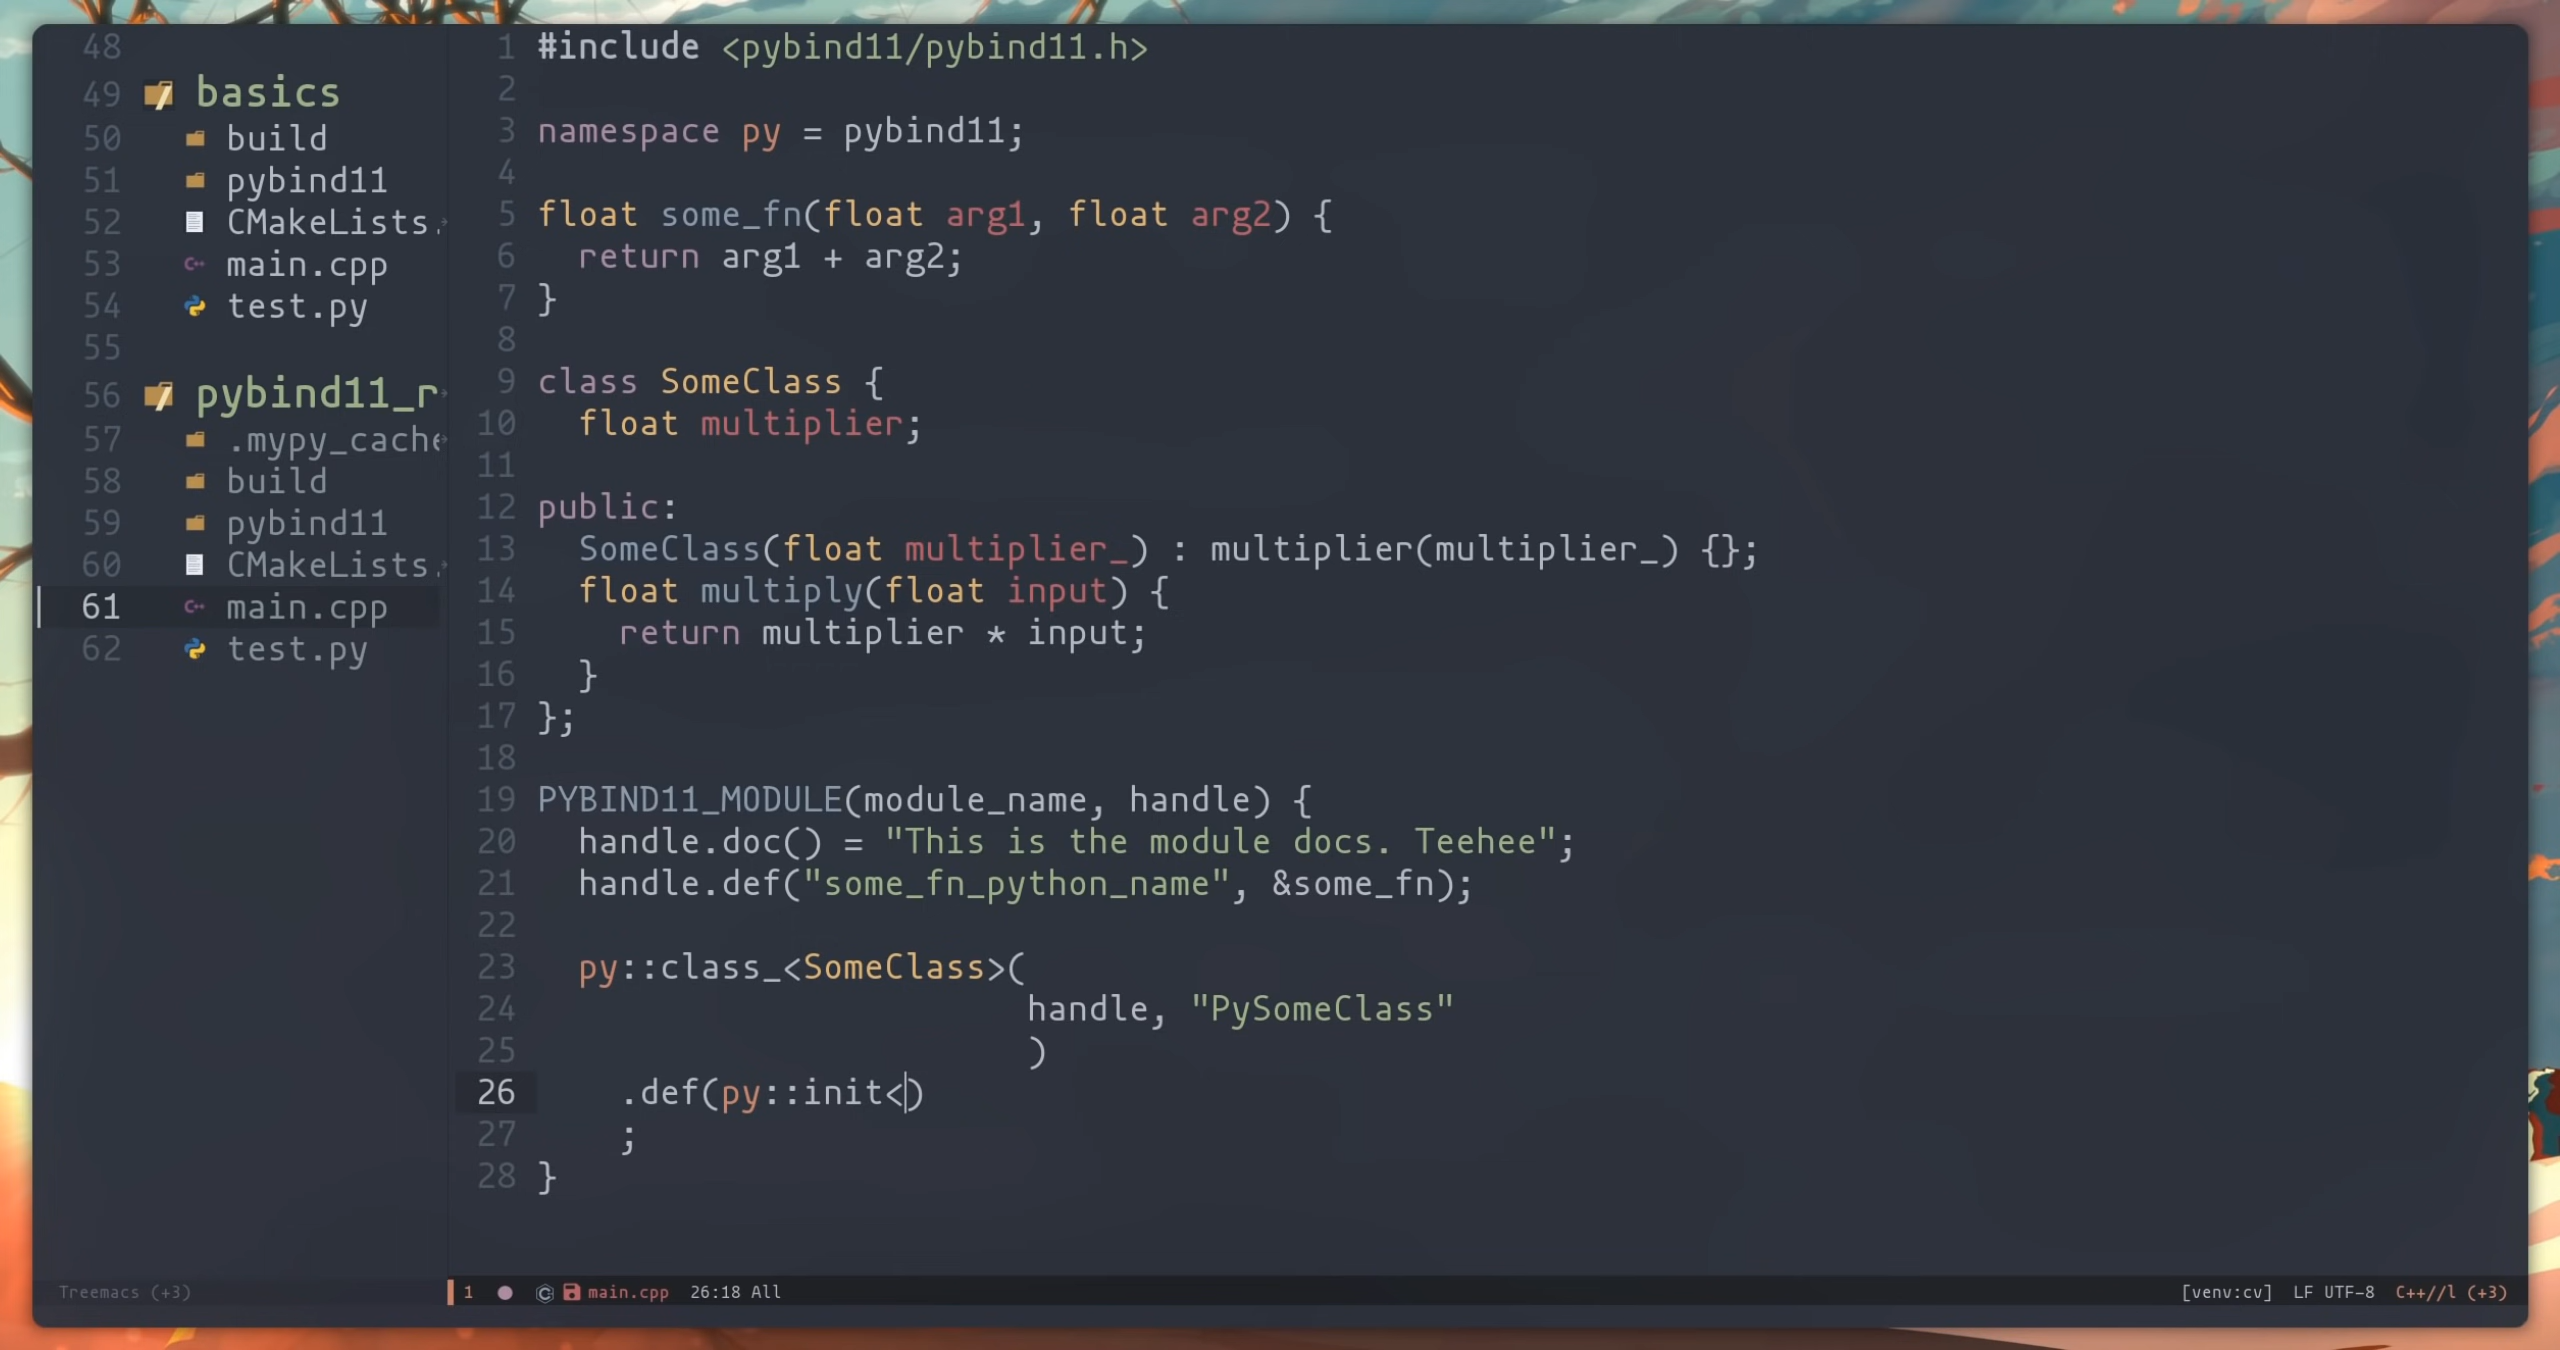 48
49 basics
50 build
51 pybind11
52 CMakeLists.
53 main.cpp
54 test.py
55
56 pybind11_r
57 .mypy_cache
58 build
59 pybind11
60 CMakeLists.
61 main.cpp
62 test.py
Treemacs (+3)
1 #include <pybind11/pybind11.h>
2
3 namespace py = pybind11;
4
5 float some_fn(float arg1, float arg2) {
6   return arg1 + arg2;
7 }
8
9 class SomeClass {
10   float multiplier;
11
12 public:
13   SomeClass(float multiplier_) : multiplier(multiplier_) {};
14   float multiply(float input) {
15     return multiplier * input;
16   }
17 };
18
19 PYBIND11_MODULE(module_name, handle) {
20   handle.doc() = "This is the module docs. Teehee";
21   handle.def("some_fn_python_name", &some_fn);
22
23   py::class_<SomeClass>(
24                         handle, "PySomeClass"
25                         )
26     .def(py::init<)
27     ;
28 }
1 C main.cpp 26:18 All [venv:cv] LF UTF-8 C++//l (+3)